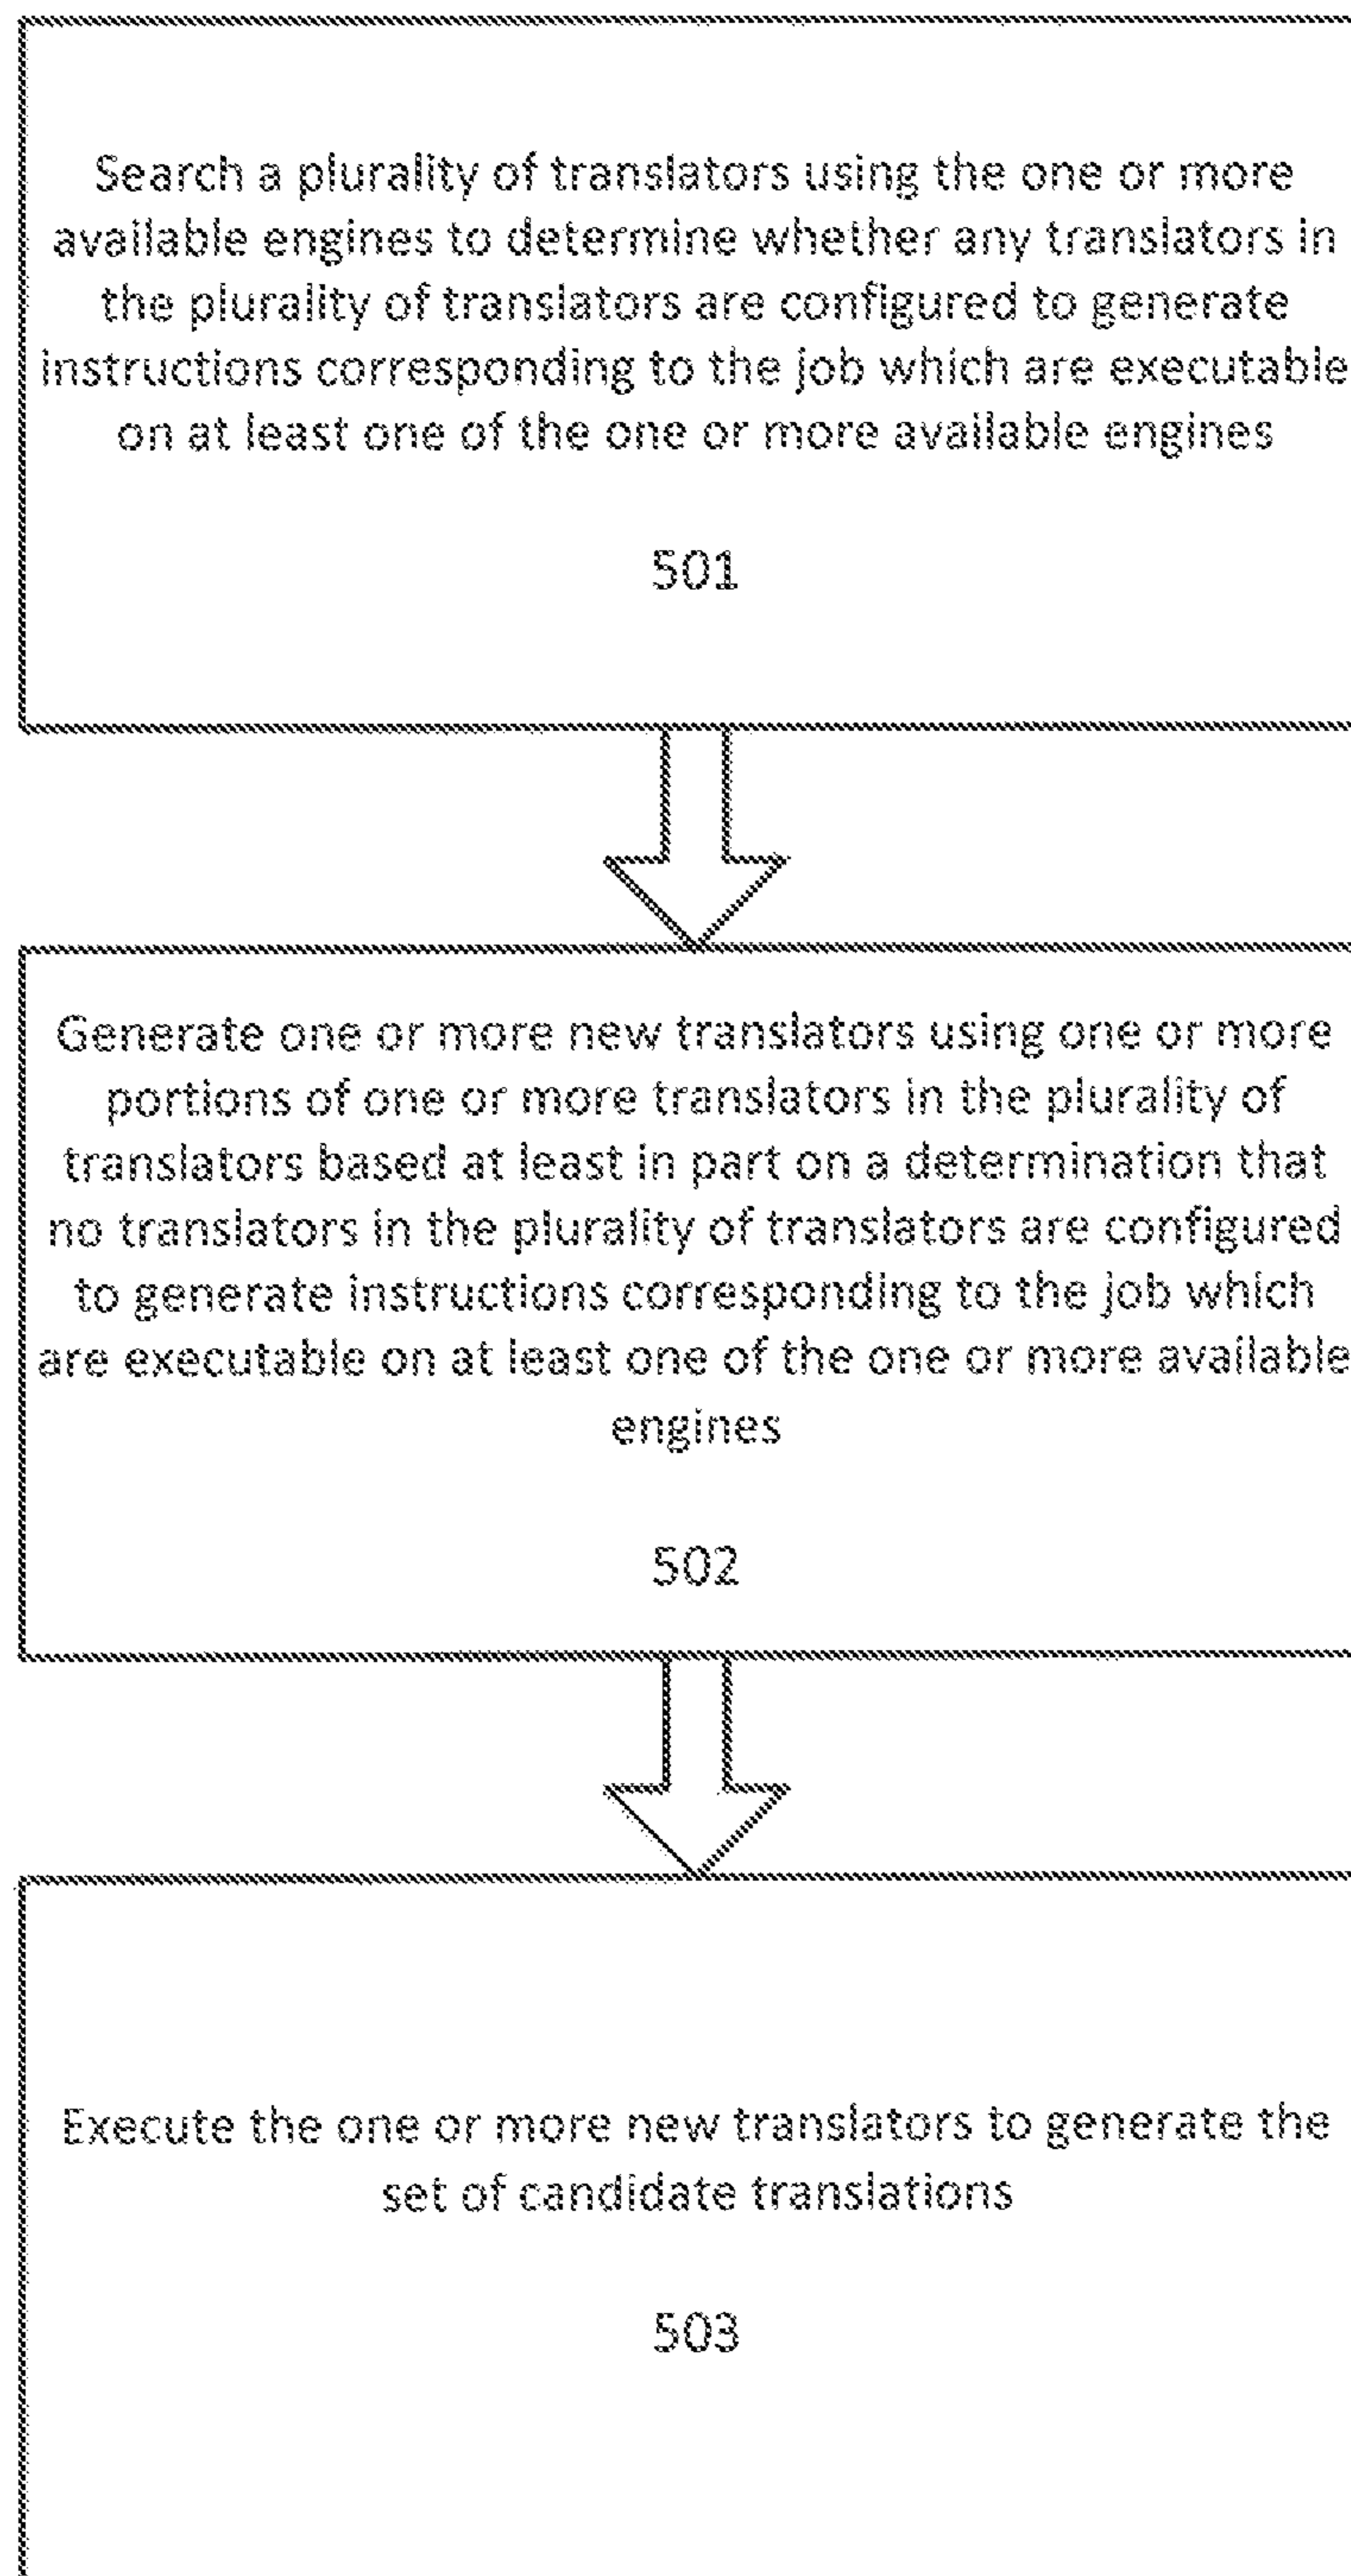 Search a plurality of translators using the one or more
available engines to determine whether any translators in
the plurality of translators are configured to generate
instructions corresponding to the job which are executable
on at least one of the one or more available engines
501
Generate one or more new translators using one or more
portions of one or more translators in the plurality of
translators based at least in part on a determination that
no translators in the plurality of translators are configured
to generate instructions corresponding to the job which
are executable on at least one of the one or more available
engines
502
Execute the one or more new translators to generate the
set of candidate translations
503